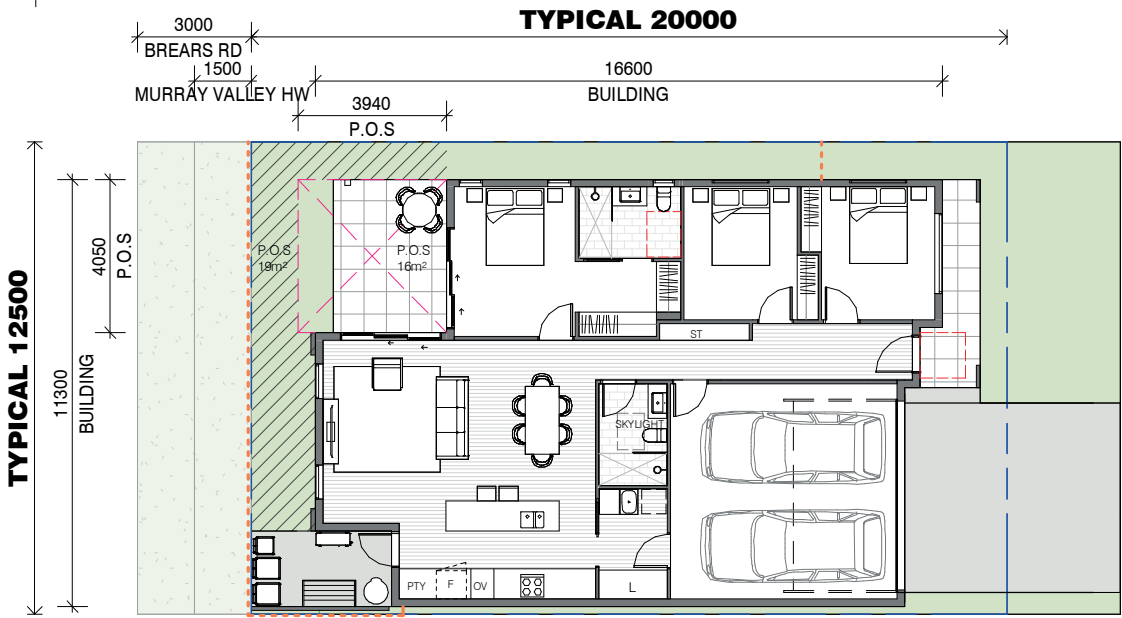 TYPICAL 20000
3000
BREARS RD
1500
MURRAY VALLEY HW
16600
BUILDING
3940
P.O.S
TYPICAL 12500
11300
BUILDING
4050
P.O.S
P.O.S
19m²
P.O.S
16m²
ST
SKYLIGHT
PTY
F
OV
L